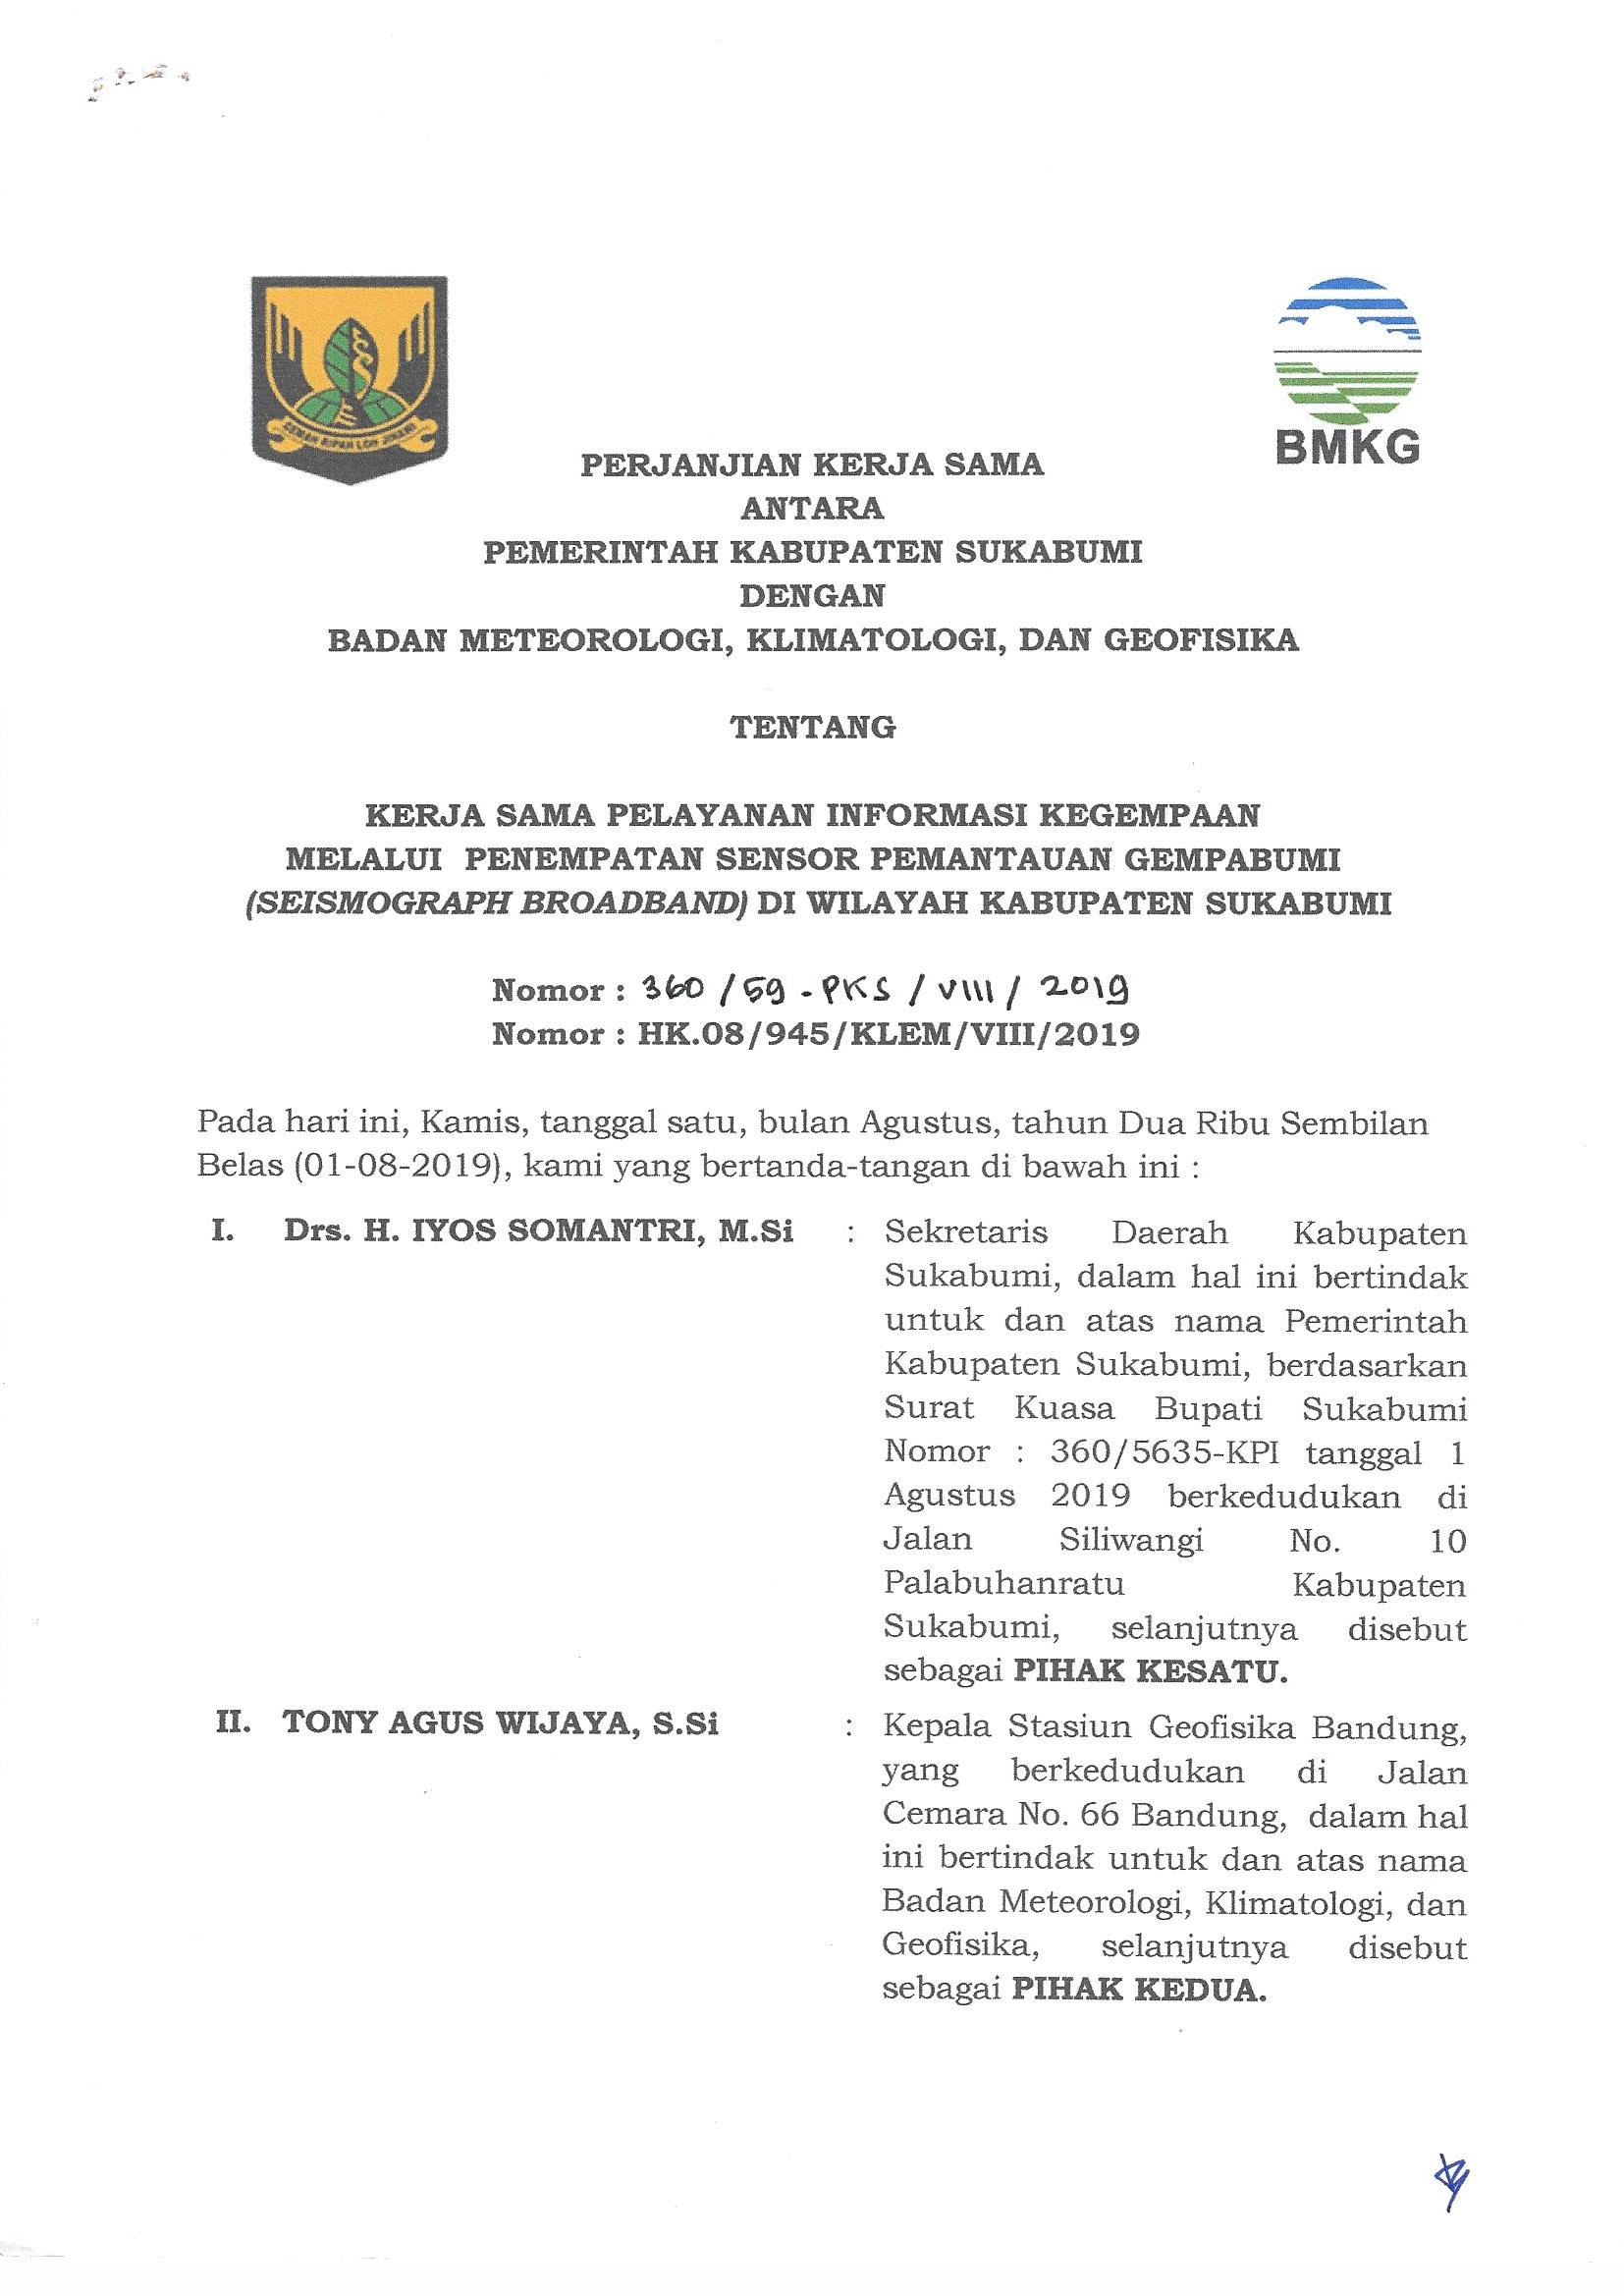 GEMAH RIPAH LOH JINAWI
BMKG
PERJANJIAN KERJA SAMA
ANTARA
PEMERINTAH KABUPATEN SUKABUMI
DENGAN
BADAN METEOROLOGI, KLIMATOLOGI, DAN GEOFISIKA
TENTANG
KERJA SAMA PELAYANAN INFORMASI KEGEMPAAN
MELALUI PENEMPATAN SENSOR PEMANTAUAN GEMPABUMI
(SEISMOGRAPH BROADBAND) DI WILAYAH KABUPATEN SUKABUMI
Nomor : 360 / 59 - PKS / VIII / 2019
Nomor : HK.08/945/KLEM/VIII/2019
Pada hari ini, Kamis, tanggal satu, bulan Agustus, tahun Dua Ribu Sembilan
Belas (01-08-2019), kami yang bertanda-tangan di bawah ini :
I. Drs. H. IYOS SOMANTRI, M.Si : Sekretaris Daerah Kabupaten
Sukabumi, dalam hal ini bertindak
untuk dan atas nama Pemerintah
Kabupaten Sukabumi, berdasarkan
Surat Kuasa Bupati Sukabumi
Nomor : 360/5635-KPI tanggal 1
Agustus 2019 berkedudukan di
Jalan Siliwangi No. 10
Palabuhanratu Kabupaten
Sukabumi, selanjutnya disebut
sebagai PIHAK KESATU.
II. TONY AGUS WIJAYA, S.Si : Kepala Stasiun Geofisika Bandung,
yang berkedudukan di Jalan
Cemara No. 66 Bandung, dalam hal
ini bertindak untuk dan atas nama
Badan Meteorologi, Klimatologi, dan
Geofisika, selanjutnya disebut
sebagai PIHAK KEDUA.